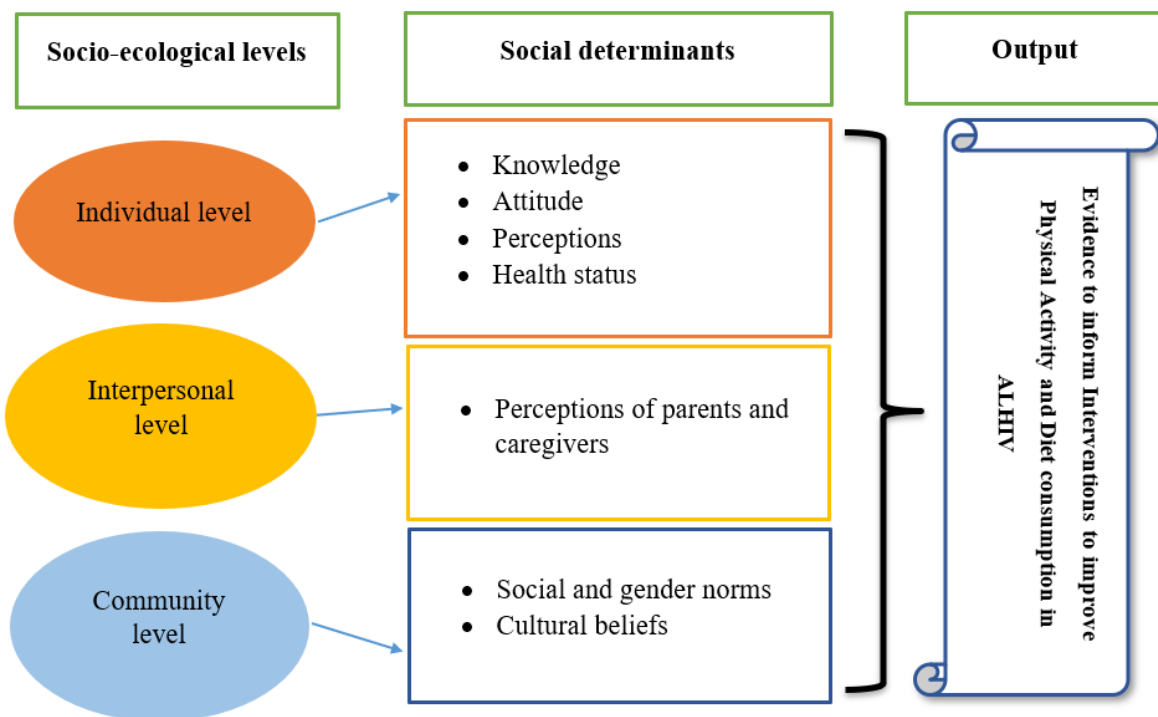 Socio-ecological levels
Social determinants
Output
Individual level
• Knowledge
• Attitude
• Perceptions
• Health status
Interpersonal
level
• Perceptions of parents and
caregivers
Community
level
• Social and gender norms
• Cultural beliefs
Evidence to inform Interventions to improve
Physical Activity and Diet consumption in
ALHIV